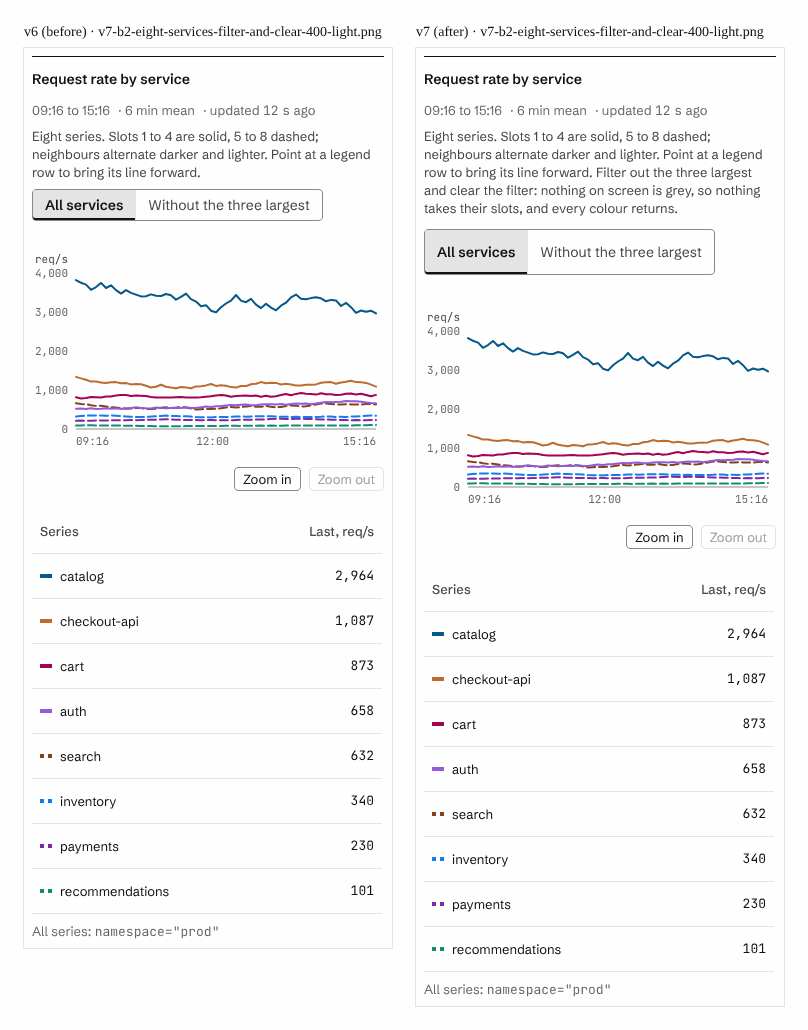 v6 (before) · v7-b2-eight-services-filter-and-clear-400-light.png
Request rate by service
09:16 to 15:16 · 6 min mean · updated 12 s ago
Eight series. Slots 1 to 4 are solid, 5 to 8 dashed;
neighbours alternate darker and lighter. Point at a legend
row to bring its line forward.
All services Without the three largest
req/s
4,000
3,000
2,000
1,000
0
09:16 12:00 15:16
Zoom in Zoom out
Series Last, req/s
catalog 2,964
checkout-api 1,087
cart 873
auth 658
search 632
inventory 340
payments 230
recommendations 101
All series: namespace="prod"
v7 (after) · v7-b2-eight-services-filter-and-clear-400-light.png
Request rate by service
09:16 to 15:16 · 6 min mean · updated 12 s ago
Eight series. Slots 1 to 4 are solid, 5 to 8 dashed;
neighbours alternate darker and lighter. Point at a legend
row to bring its line forward. Filter out the three largest
and clear the filter: nothing on screen is grey, so nothing
takes their slots, and every colour returns.
All services Without the three largest
req/s
4,000
3,000
2,000
1,000
0
09:16 12:00 15:16
Zoom in Zoom out
Series Last, req/s
catalog 2,964
checkout-api 1,087
cart 873
auth 658
search 632
inventory 340
payments 230
recommendations 101
All series: namespace="prod"